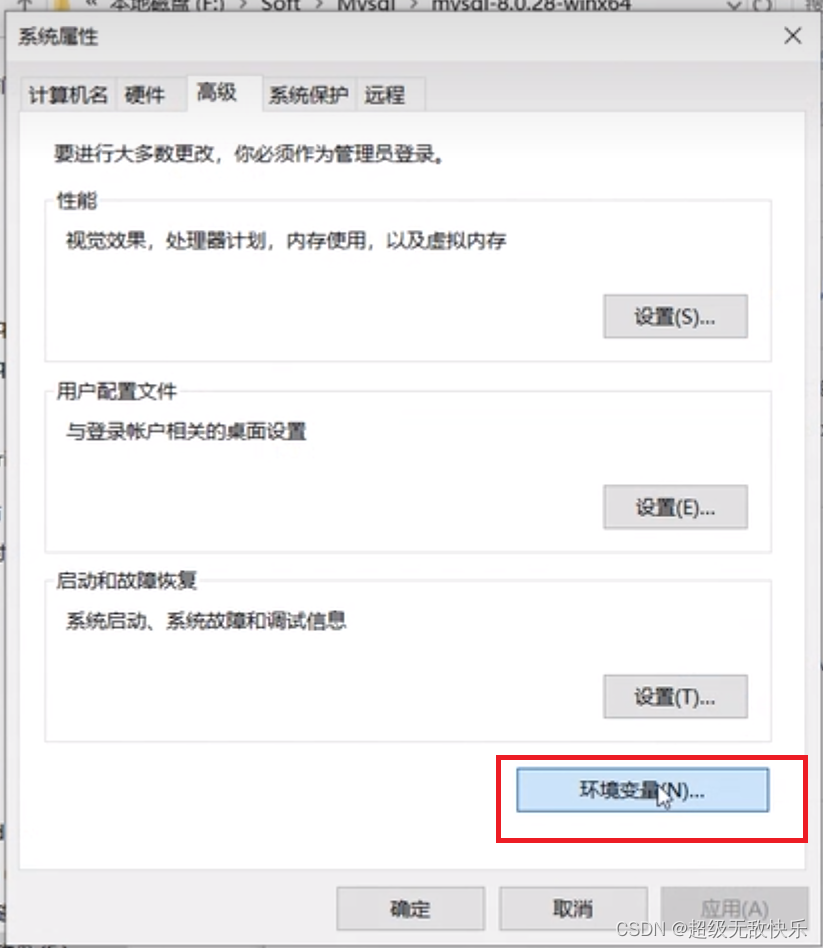 本地磁盘 (F:) > Soft > Mysql > mysql-8.0.28-winx64
系统属性
计算机名 硬件 高级 系统保护 远程
要进行大多数更改，你必须作为管理员登录。
性能
视觉效果，处理器计划，内存使用，以及虚拟内存
设置(S)...
用户配置文件
与登录帐户相关的桌面设置
设置(E)...
启动和故障恢复
系统启动、系统故障和调试信息
设置(T)...
环境变量(N)...
确定 取消 应用(A)
CSDN @超级无敌快乐